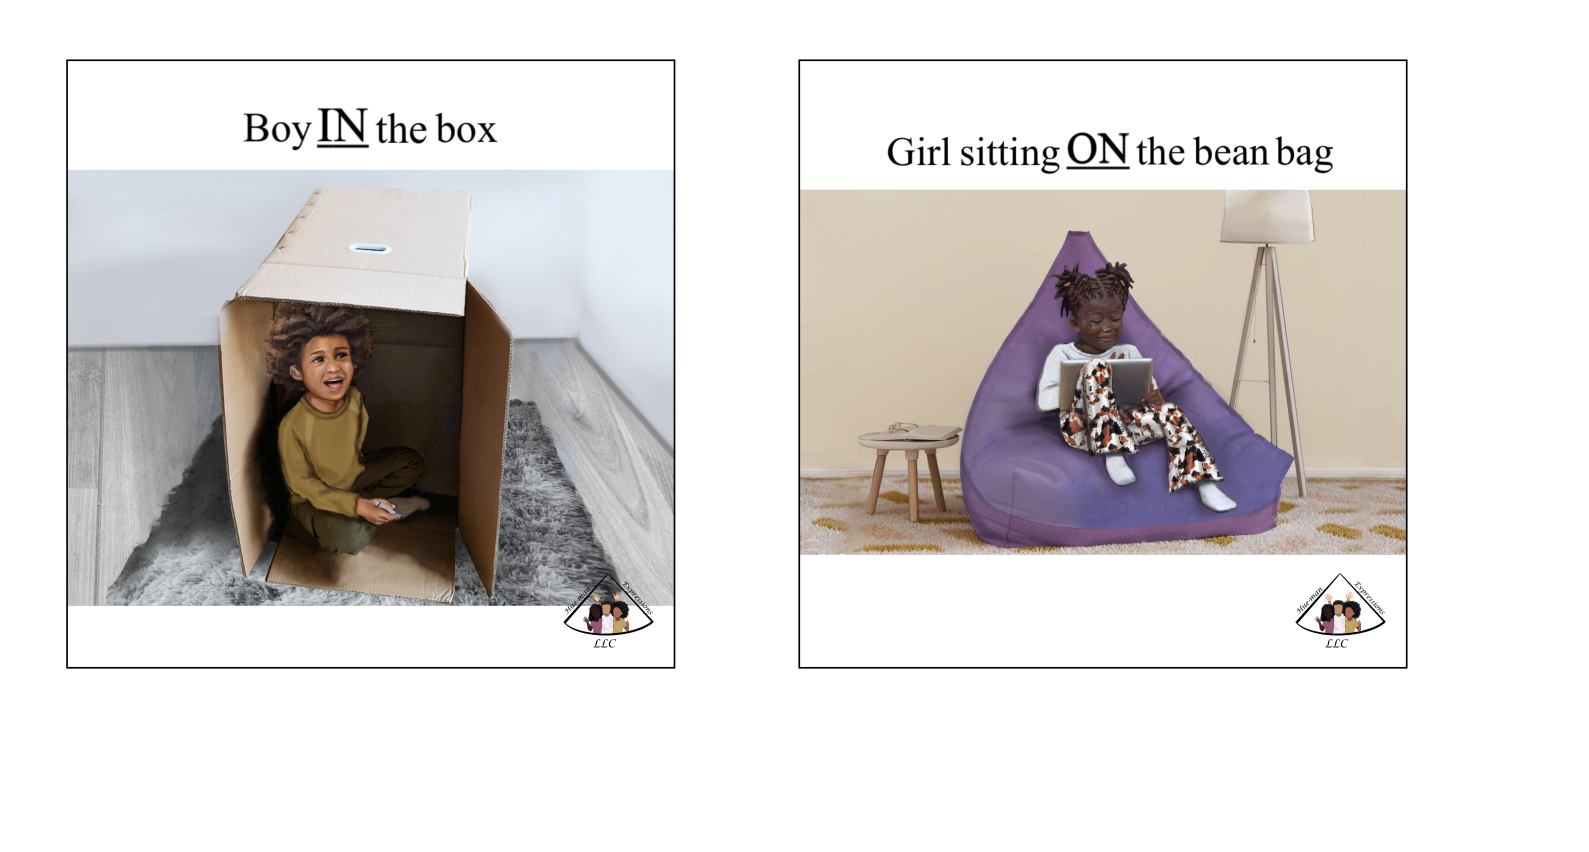 Boy IN the box
Hue-man Expressions
LLC
Girl sitting ON the bean bag
Hue-man Expressions
LLC